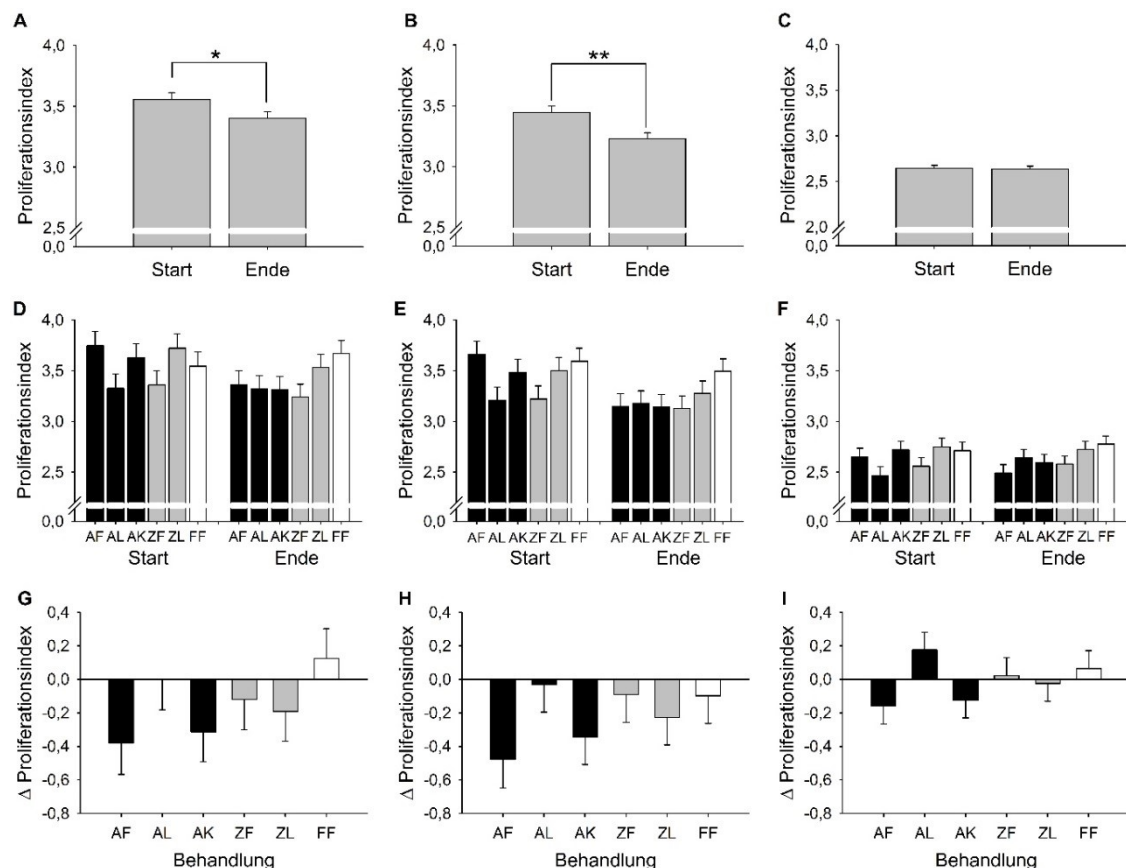 A
Proliferationsindex
4,0
3,5
3,0
2,5
0,0
*
Start Ende
B
Proliferationsindex
4,0
3,5
3,0
2,5
0,0
**
Start Ende
C
Proliferationsindex
4,0
3,5
3,0
2,5
2,0
0,0
Start Ende
D
Proliferationsindex
4,0
3,5
3,0
2,5
0,0
AF AL AK ZF ZL FF AF AL AK ZF ZL FF
Start Ende
E
Proliferationsindex
4,0
3,5
3,0
2,5
0,0
AF AL AK ZF ZL FF AF AL AK ZF ZL FF
Start Ende
F
Proliferationsindex
4,0
3,5
3,0
2,5
0,0
AF AL AK ZF ZL FF AF AL AK ZF ZL FF
Start Ende
G
Δ Proliferationsindex
0,4
0,2
0,0
-0,2
-0,4
-0,6
-0,8
AF AL AK ZF ZL FF
Behandlung
H
Δ Proliferationsindex
0,4
0,2
0,0
-0,2
-0,4
-0,6
-0,8
AF AL AK ZF ZL FF
Behandlung
I
Δ Proliferationsindex
0,4
0,2
0,0
-0,2
-0,4
-0,6
-0,8
AF AL AK ZF ZL FF
Behandlung